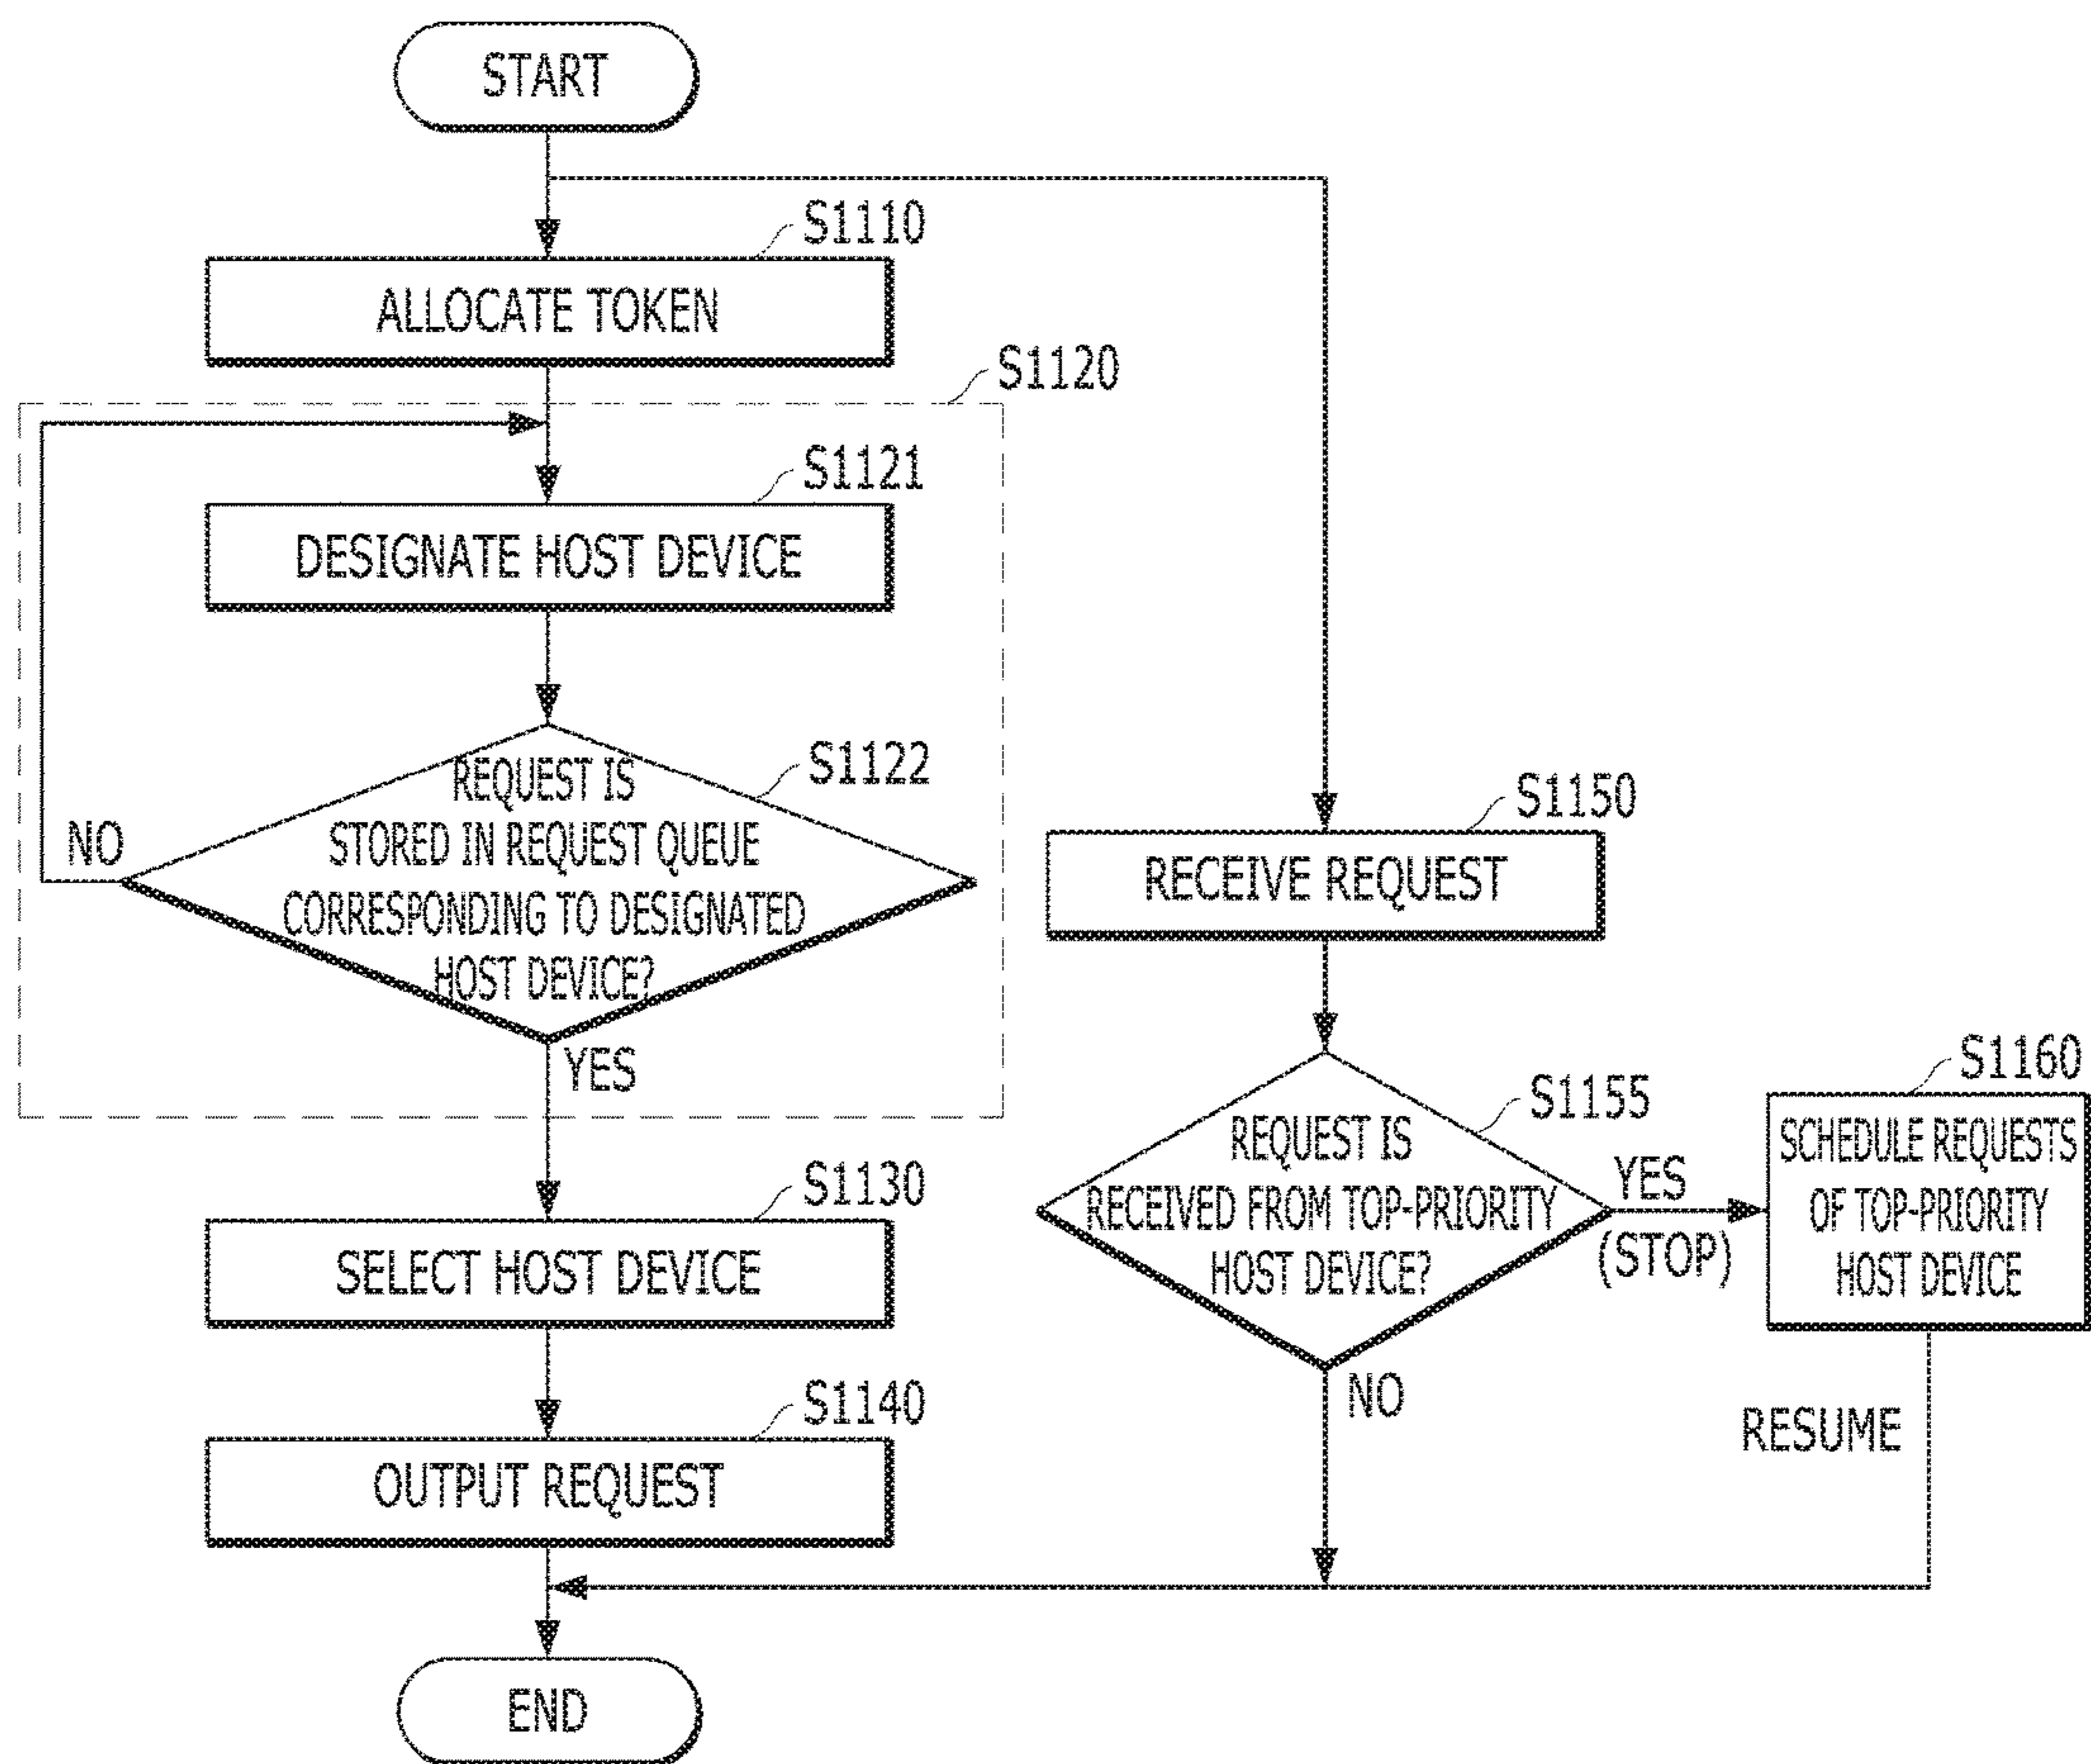 START
S1110
ALLOCATE TOKEN
S1120
S1121
DESIGNATE HOST DEVICE
S1122
REQUEST IS
STORED IN REQUEST QUEUE
CORRESPONDING TO DESIGNATED
HOST DEVICE?
NO
YES
S1130
SELECT HOST DEVICE
S1140
OUTPUT REQUEST
S1150
RECEIVE REQUEST
S1155
REQUEST IS
RECEIVED FROM TOP-PRIORITY
HOST DEVICE?
YES
(STOP)
NO
S1160
SCHEDULE REQUESTS
OF TOP-PRIORITY
HOST DEVICE
RESUME
END